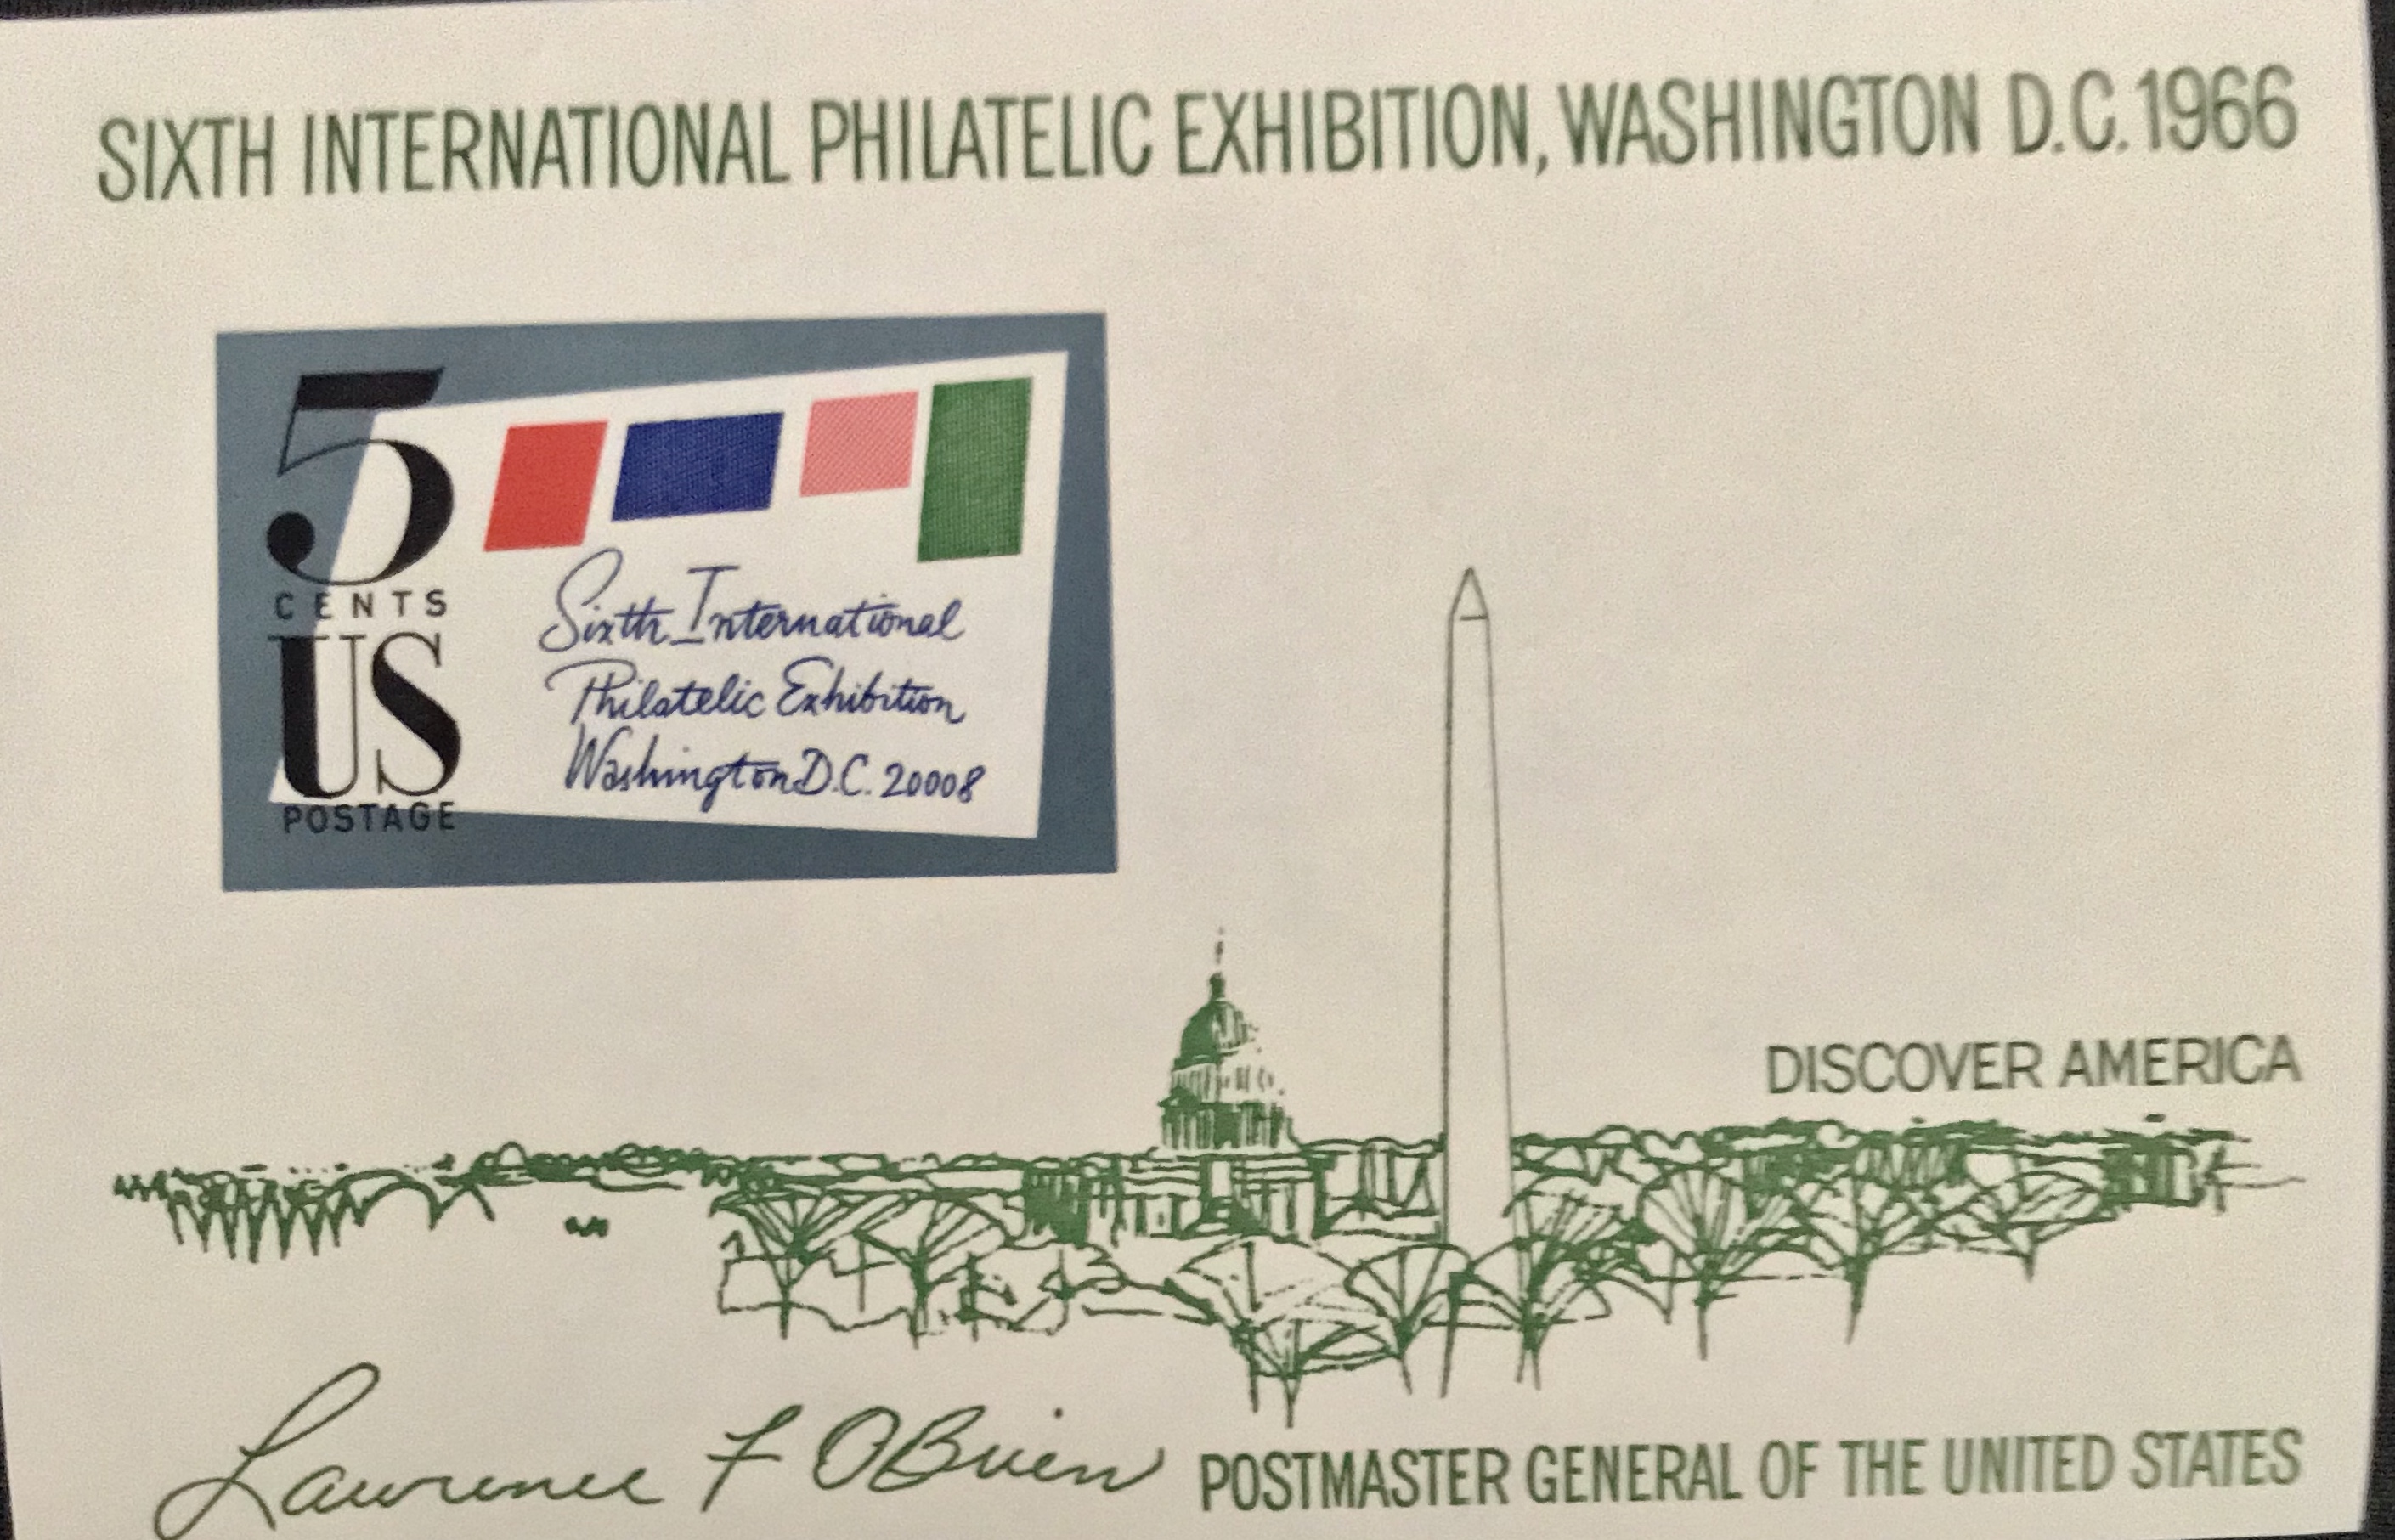 SIXTH INTERNATIONAL PHILATELIC EXHIBITION, WASHINGTON D.C. 1966
5
CENTS
US
POSTAGE
Sixth International
Philatelic Exhibition
Washington D.C. 20008
DISCOVER AMERICA
Lawrence F O'Brien POSTMASTER GENERAL OF THE UNITED STATES